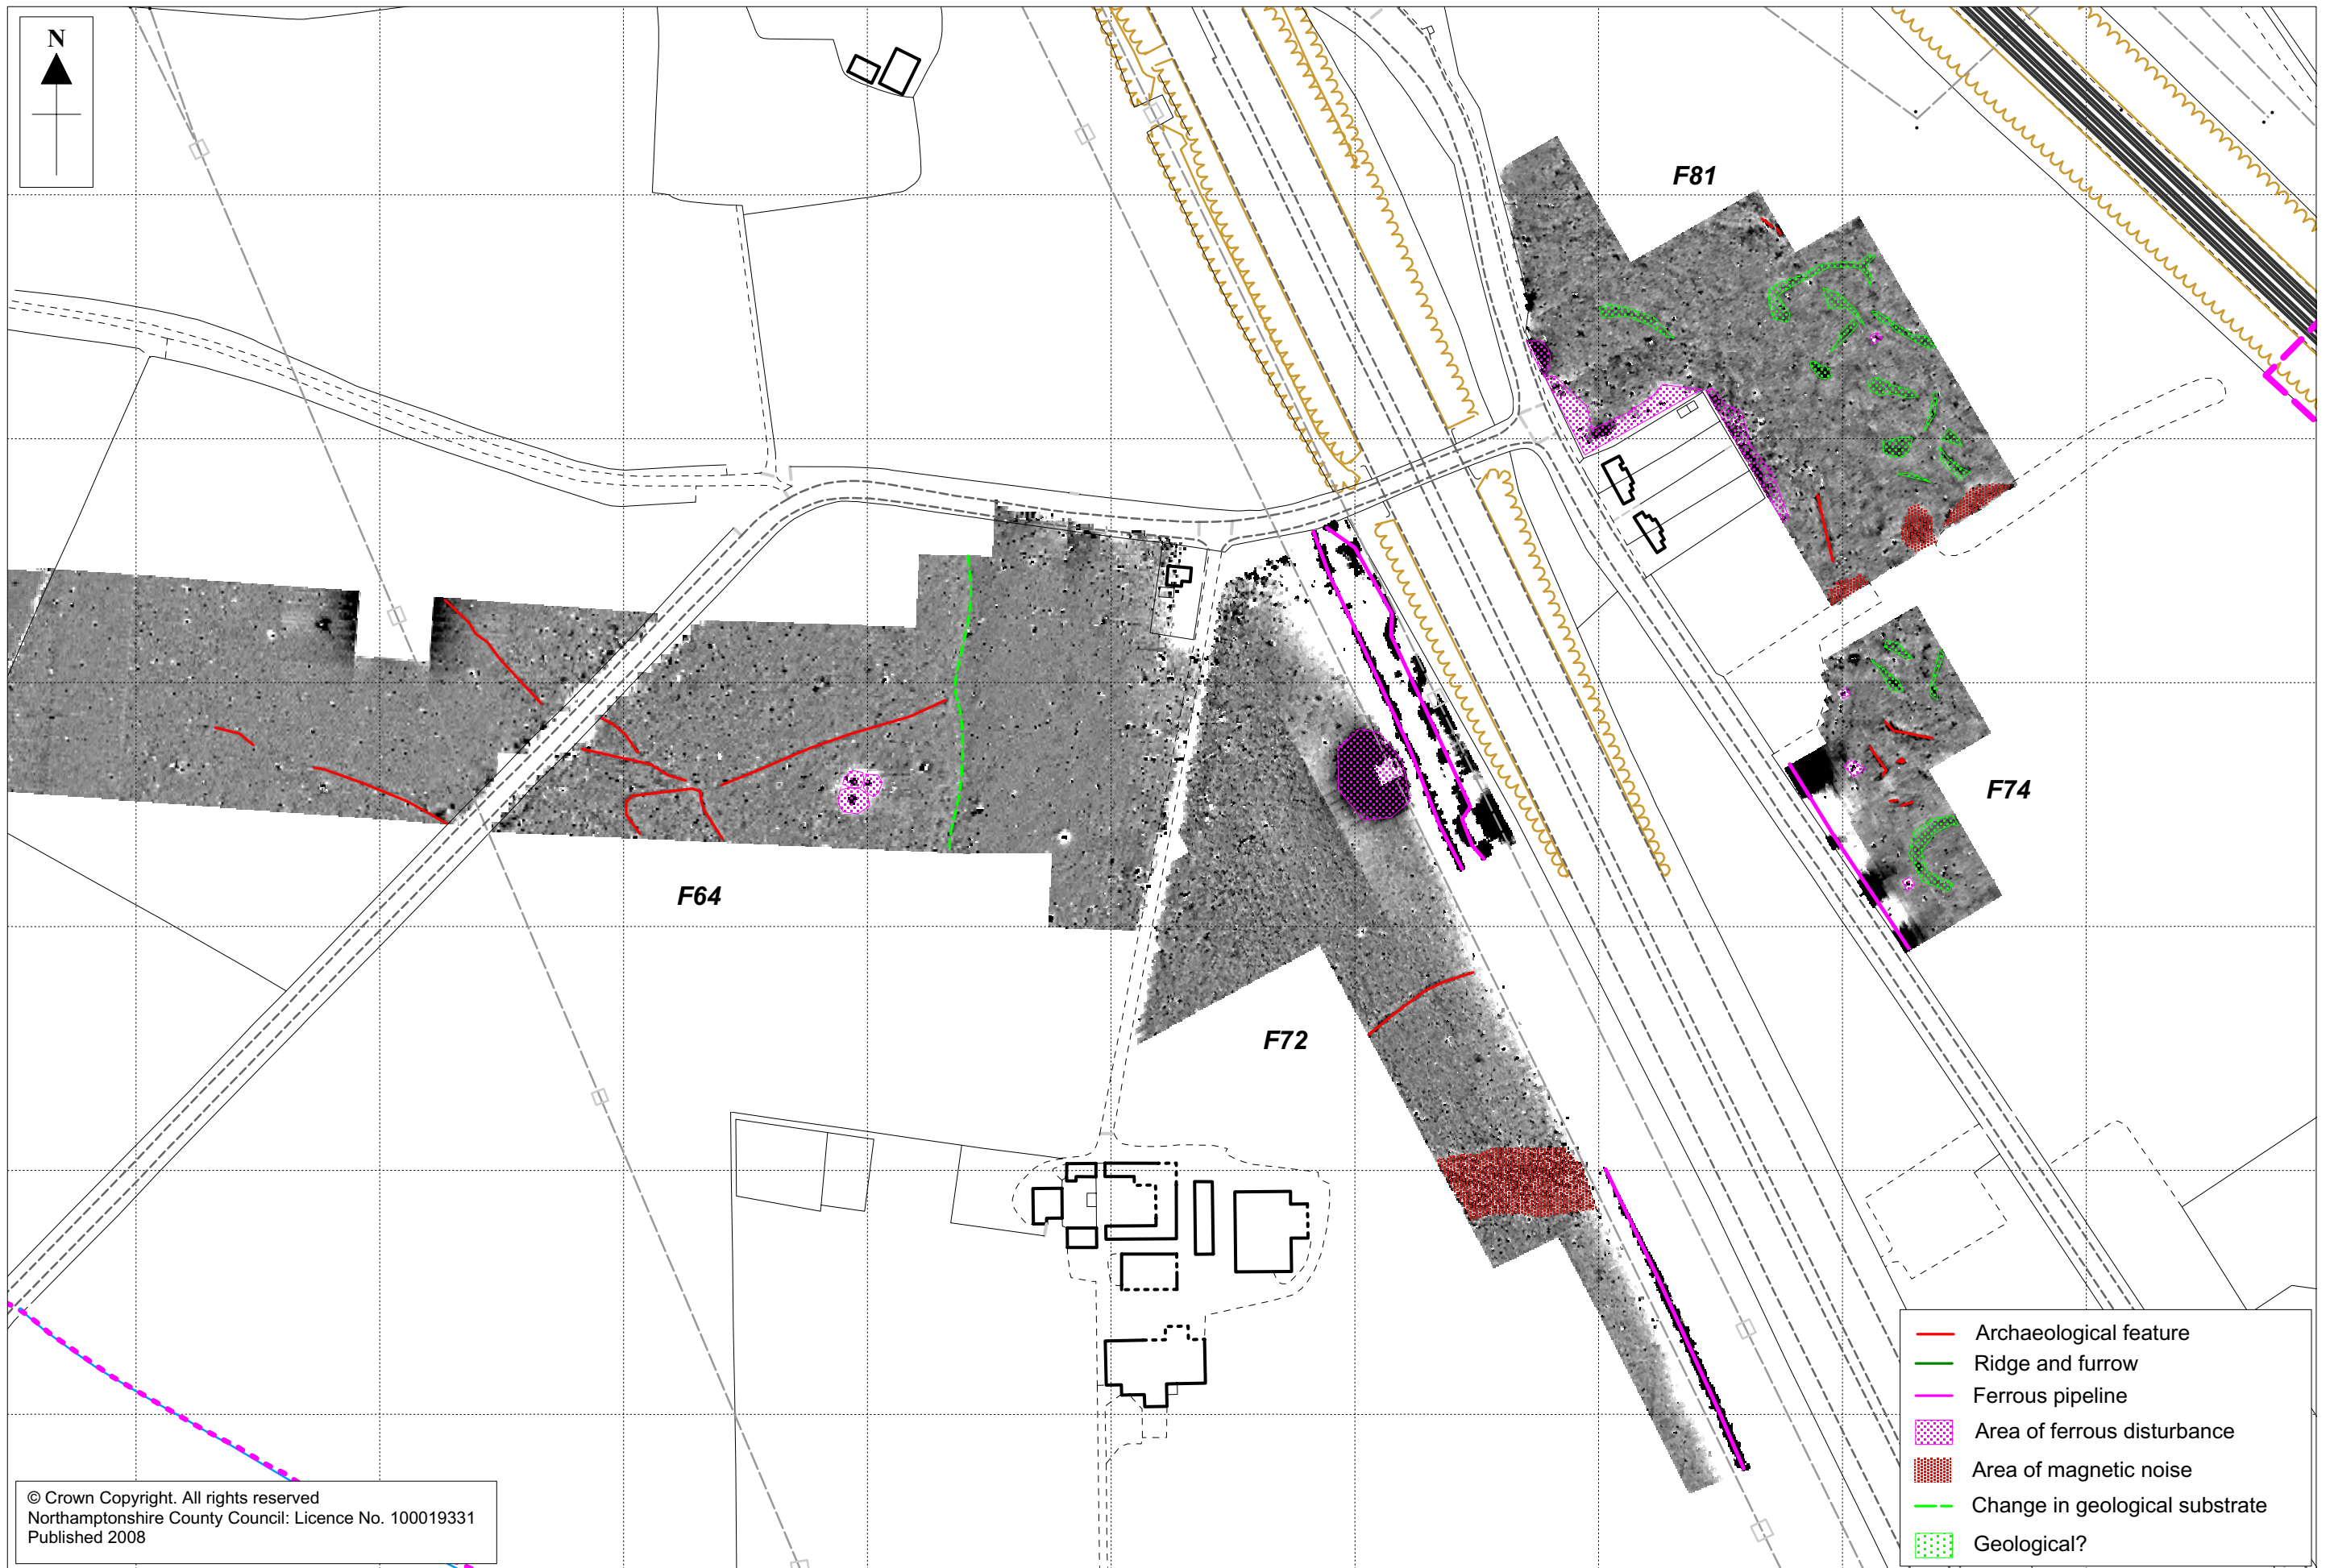 N
F81
F74
F64
F72
Archaeological feature
Ridge and furrow
Ferrous pipeline
Area of ferrous disturbance
Area of magnetic noise
Change in geological substrate
Geological?
© Crown Copyright. All rights reserved
Northamptonshire County Council: Licence No. 100019331
Published 2008